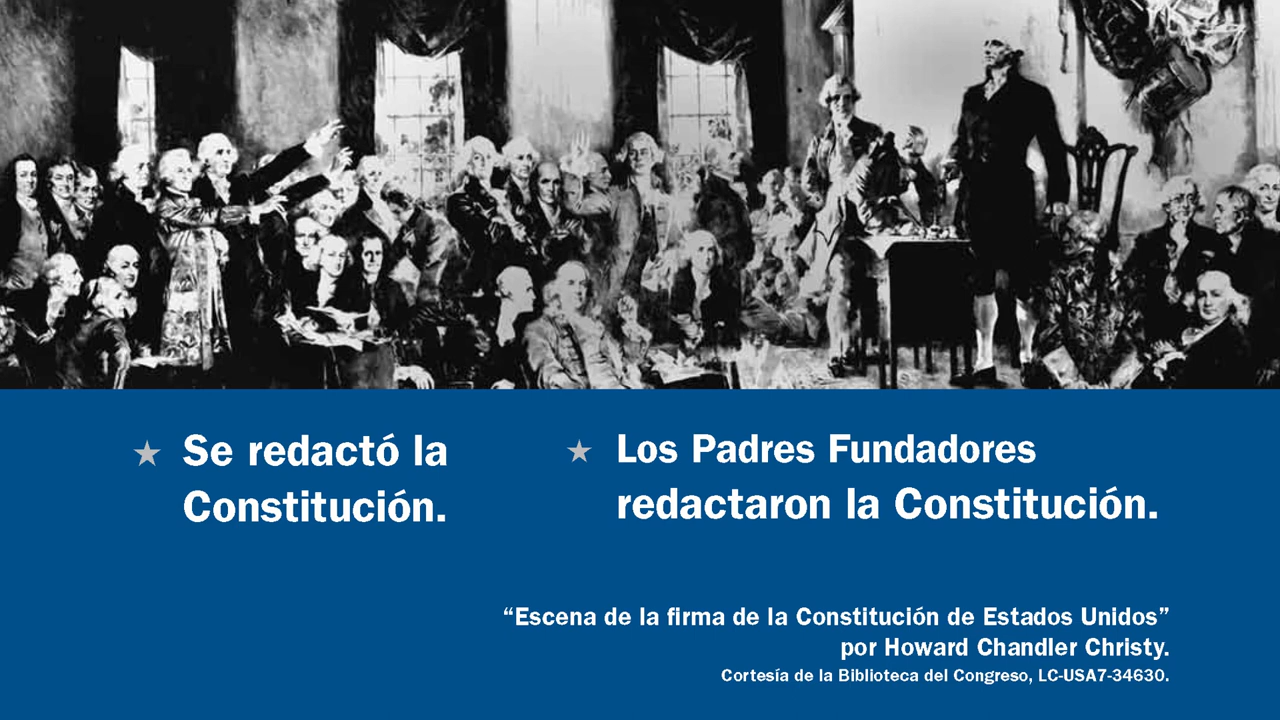 ★ Se redactó la
Constitución.
★ Los Padres Fundadores
redactaron la Constitución.
“Escena de la firma de la Constitución de Estados Unidos”
por Howard Chandler Christy.
Cortesía de la Biblioteca del Congreso, LC-USA7-34630.